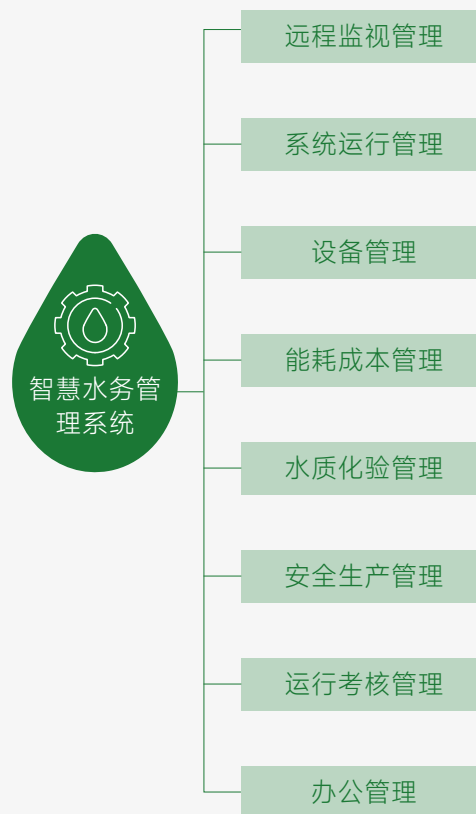 远程监视管理
系统运行管理
设备管理
能耗成本管理
智慧水务管
理系统
水质化验管理
安全生产管理
运行考核管理
办公管理